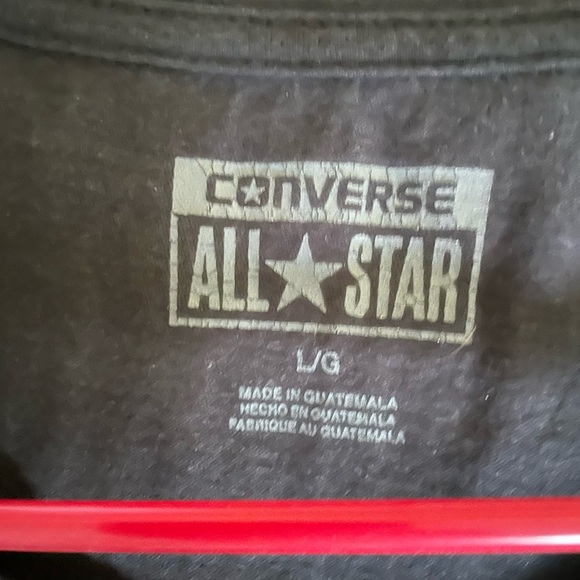 CONVERSE
ALL STAR
L/G
MADE IN GUATEMALA
HECHO EN GUATEMALA
FABRIQUE AU GUATEMALA